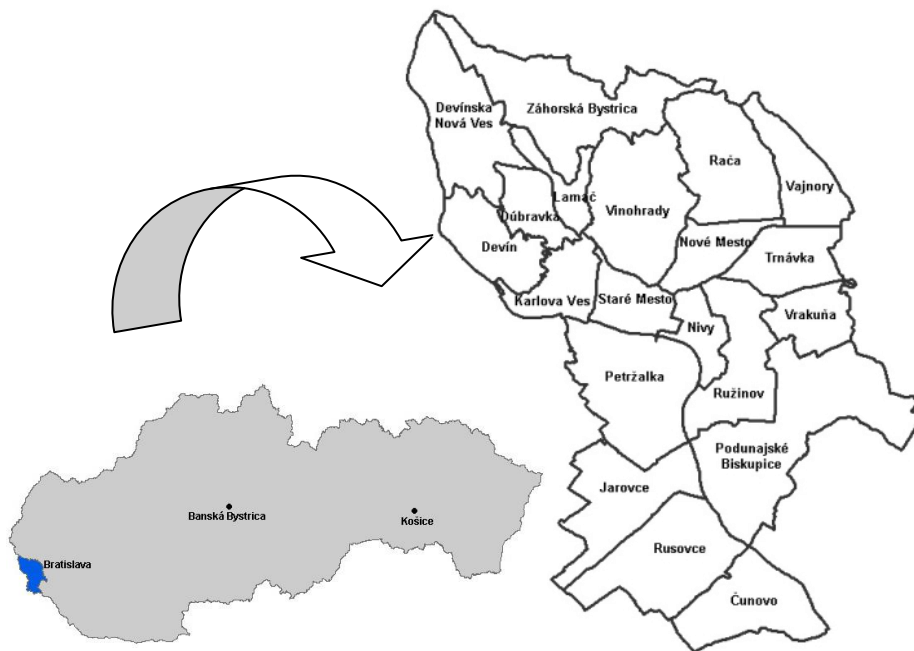 Devínska
Nová Ves
Záhorská Bystrica
Rača
Vajnory
Lamač
Dúbravka
Vinohrady
Devín
Nové Mesto
Trnávka
Karlova Ves
Staré Mesto
Nivy
Vrakuňa
Petržalka
Ružinov
Podunajské
Biskupice
Jarovce
Rusovce
Čunovo
Banská Bystrica
Košice
Bratislava